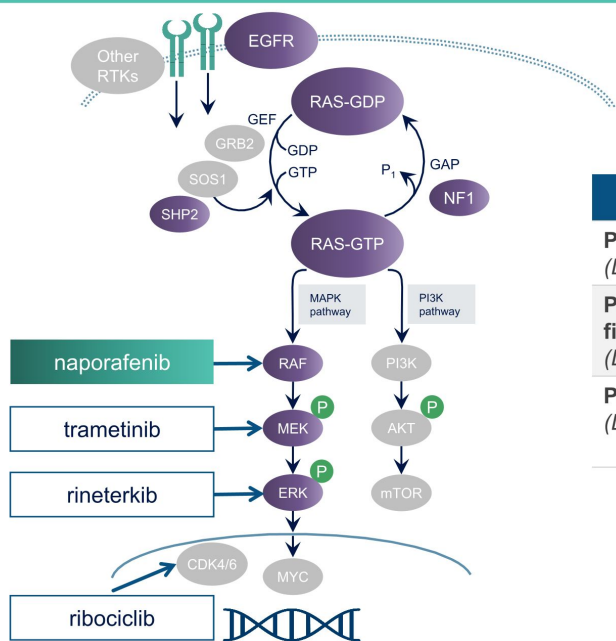 Other
RTKs
EGFR
RAS-GDP
GEF
GRB2
GDP
SOS1
GTP
P1
GAP
SHP2
NF1
RAS-GTP
MAPK
pathway
PI3K
pathway
naporafenib
RAF
PI3K
P
P
trametinib
MEK
AKT
P
rineterkib
ERK
mTOR
CDK4/6
MYC
ribociclib
P
(
P
fi
(
P
(